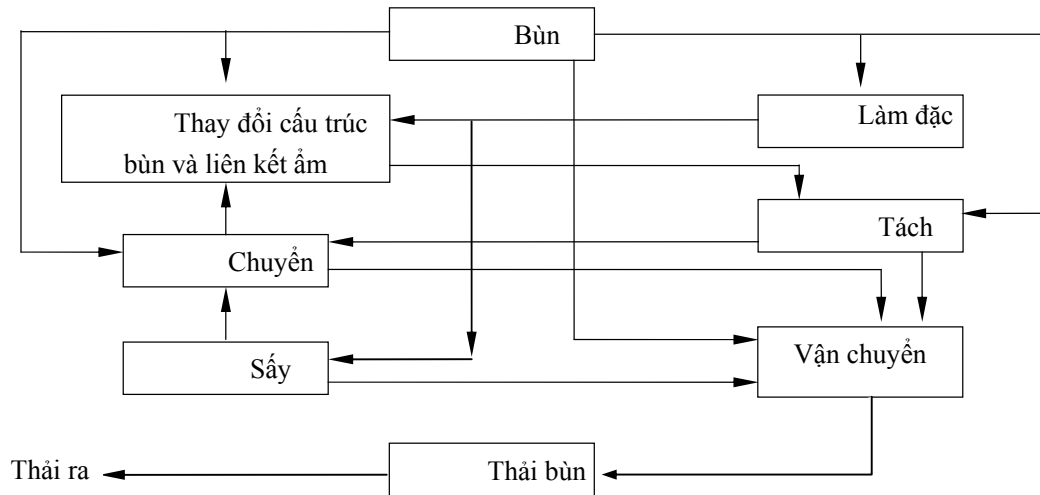 Bùn
Làm đặc
Thay đổi cấu trúc
bùn và liên kết ẩm
Tách
Chuyển
Vận chuyển
Sấy
Thải bùn
Thải ra